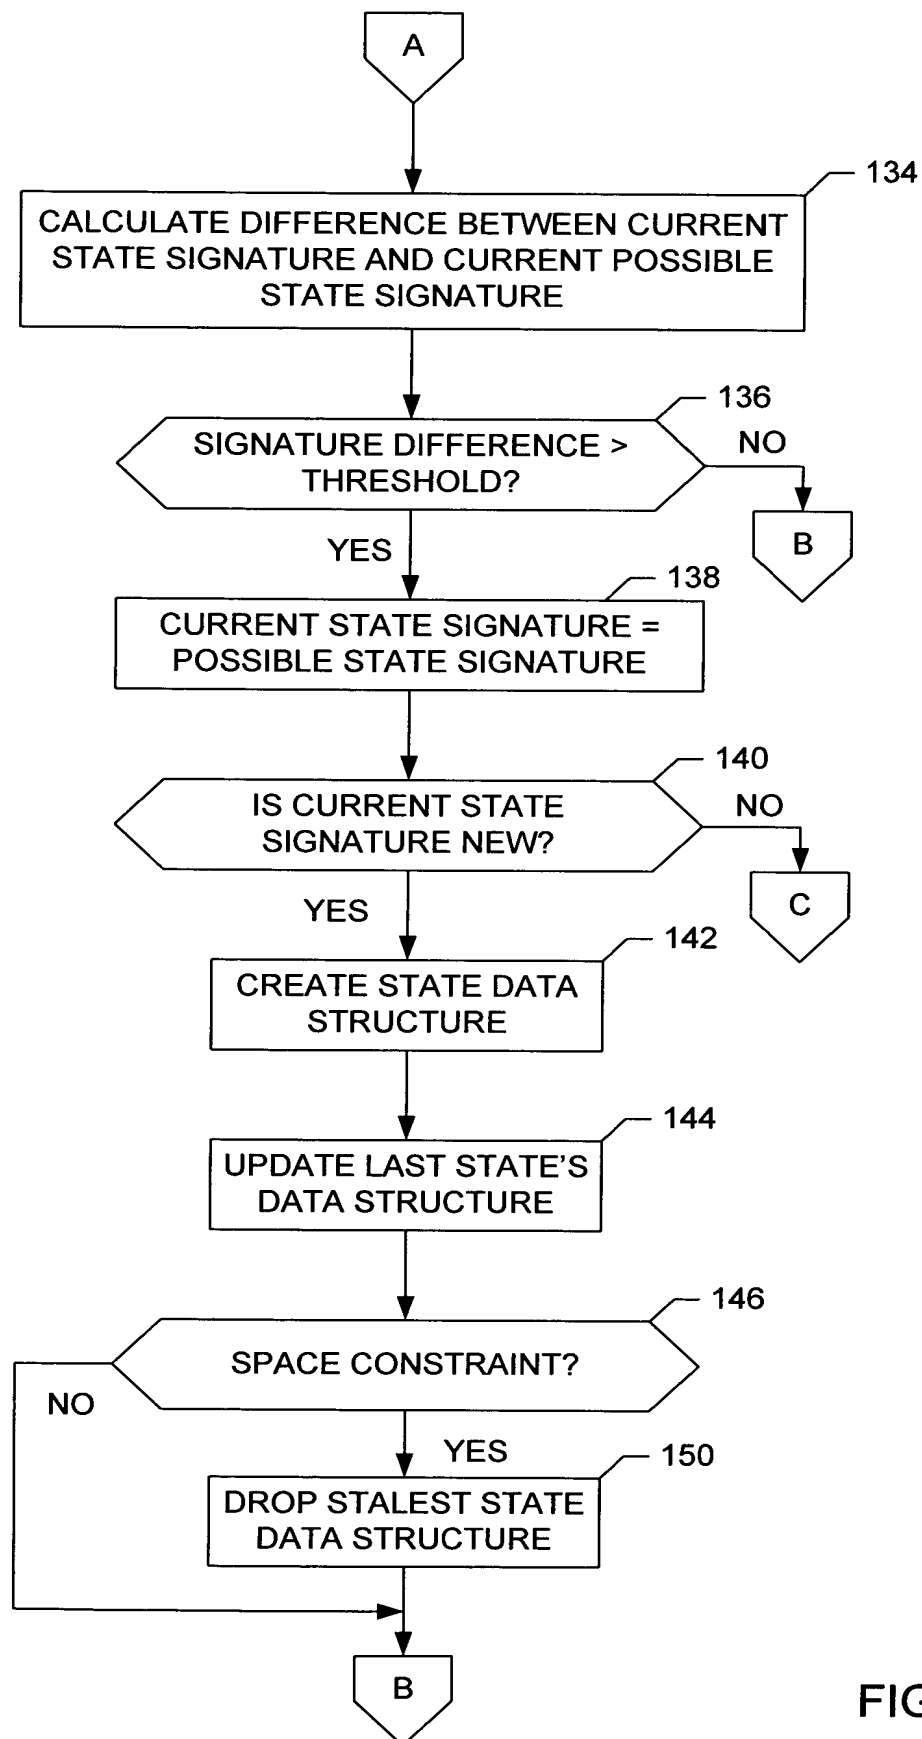 A
134
CALCULATE DIFFERENCE BETWEEN CURRENT
STATE SIGNATURE AND CURRENT POSSIBLE
STATE SIGNATURE
136
SIGNATURE DIFFERENCE >
THRESHOLD?
NO
B
YES
138
CURRENT STATE SIGNATURE =
POSSIBLE STATE SIGNATURE
140
IS CURRENT STATE
SIGNATURE NEW?
NO
C
YES
142
CREATE STATE DATA
STRUCTURE
144
UPDATE LAST STATE'S
DATA STRUCTURE
146
SPACE CONSTRAINT?
NO
YES
150
DROP STALEST STATE
DATA STRUCTURE
B
FIG